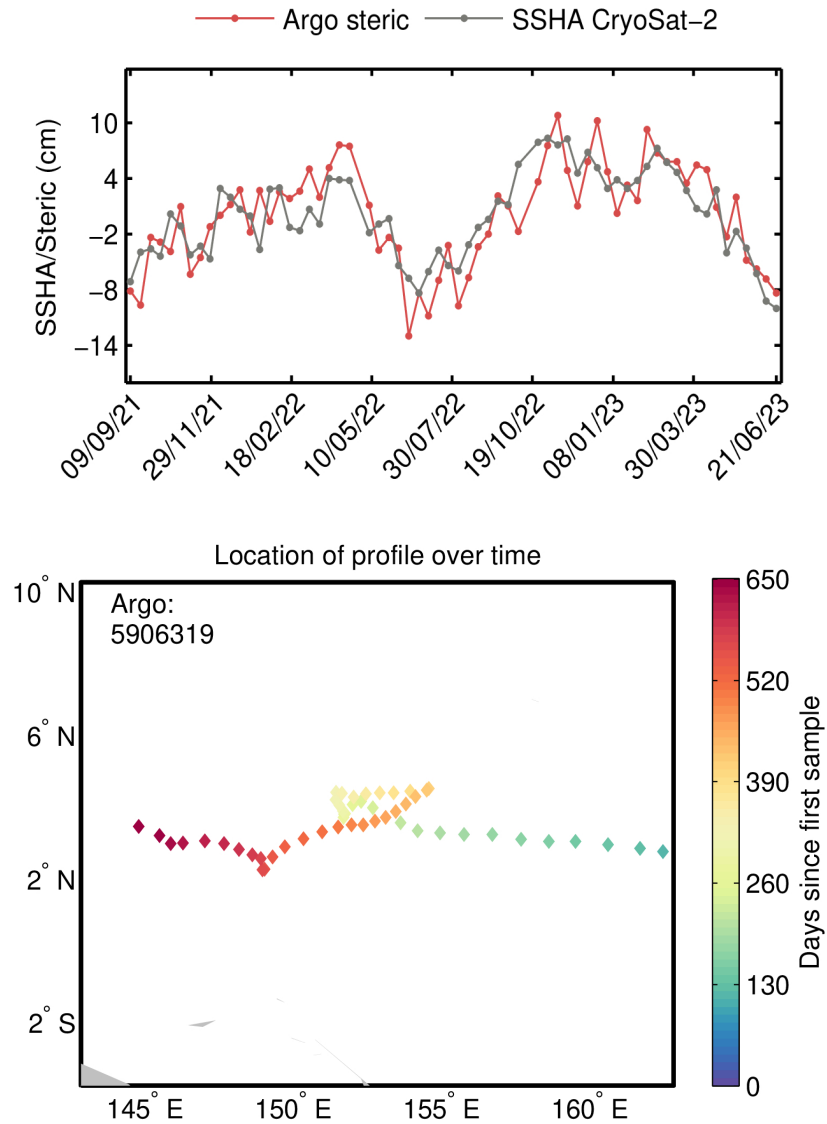 Argo steric SSHA CryoSat−2
SSHA/Steric (cm)
10
4
−2
−8
−14
09/09/21
29/11/21
18/02/22
10/05/22
30/07/22
19/10/22
08/01/23
30/03/23
21/06/23
Location of profile over time
Argo:
5906319
10° N
6° N
2° N
2° S
145° E
150° E
155° E
160° E
650
520
390
260
130
0
Days since first sample